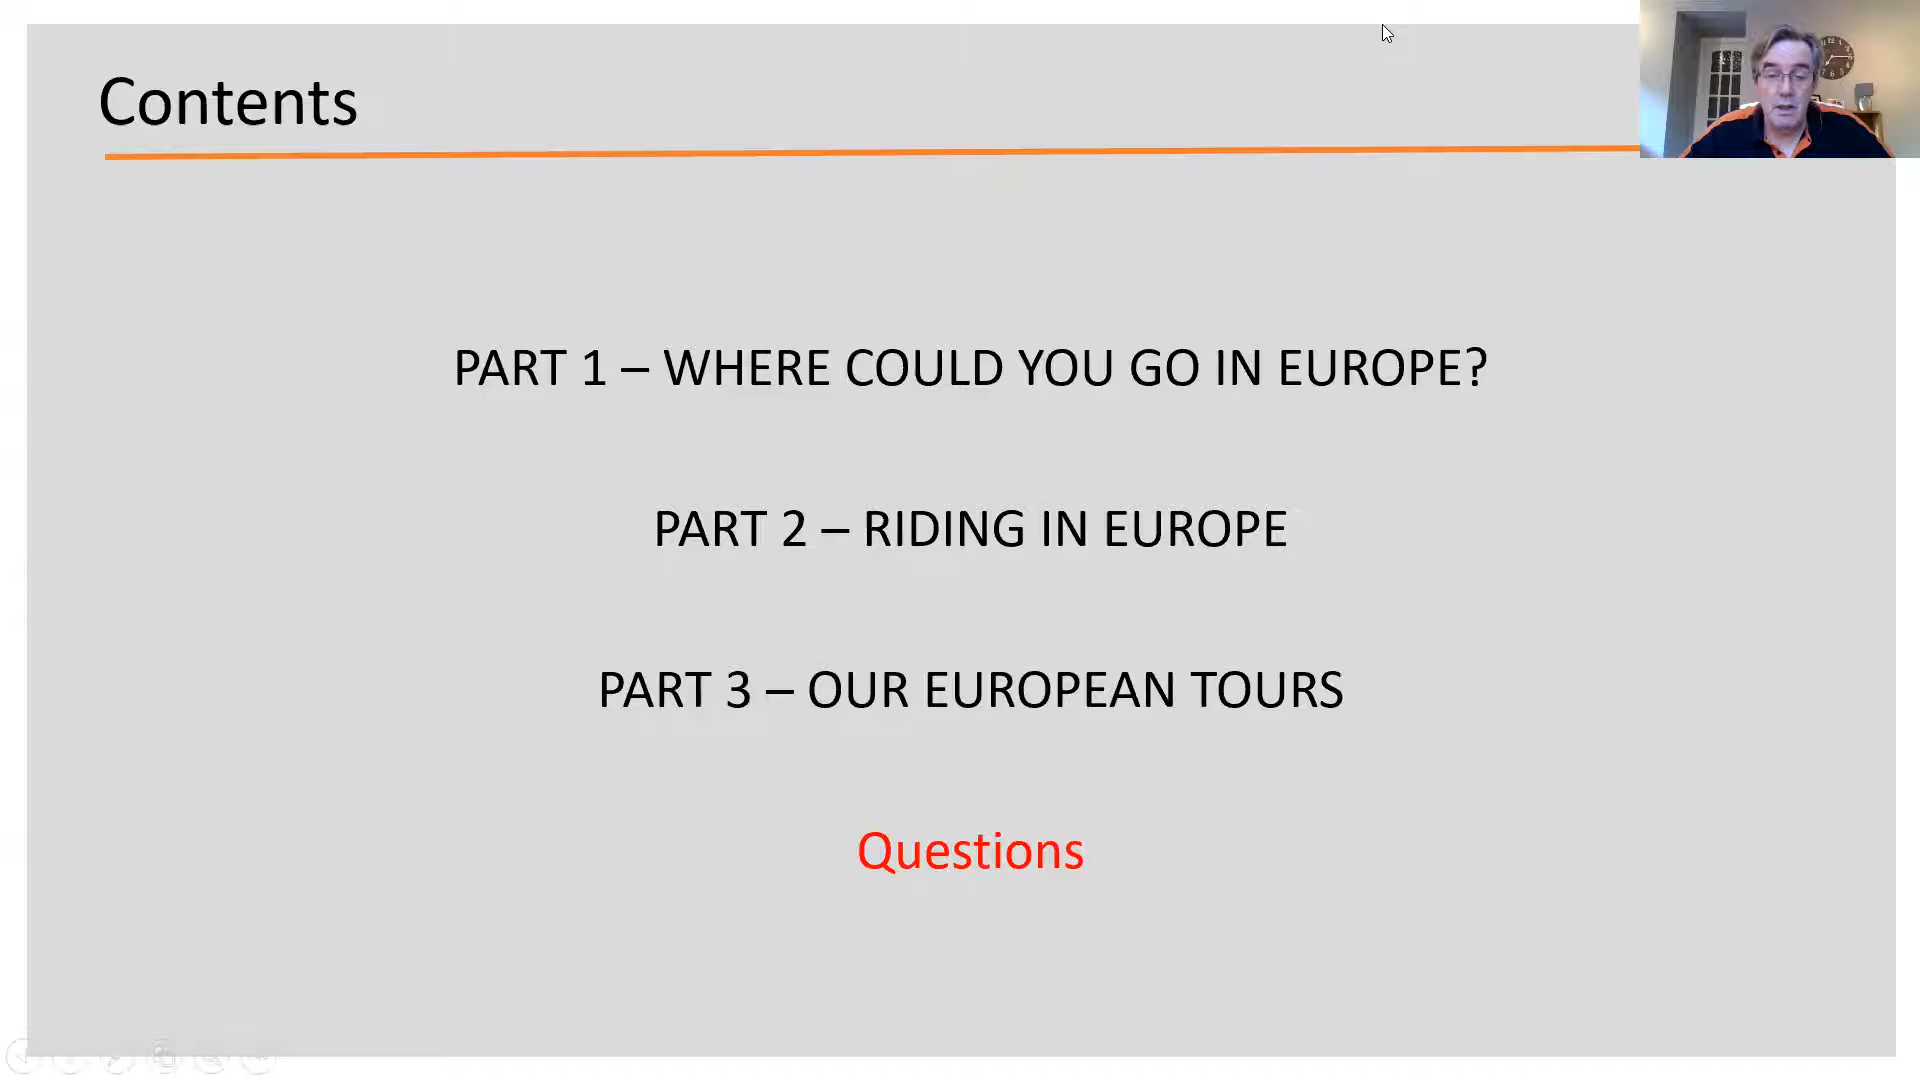 Contents
PART 1 – WHERE COULD YOU GO IN EUROPE?
PART 2 – RIDING IN EUROPE
PART 3 – OUR EUROPEAN TOURS
Questions